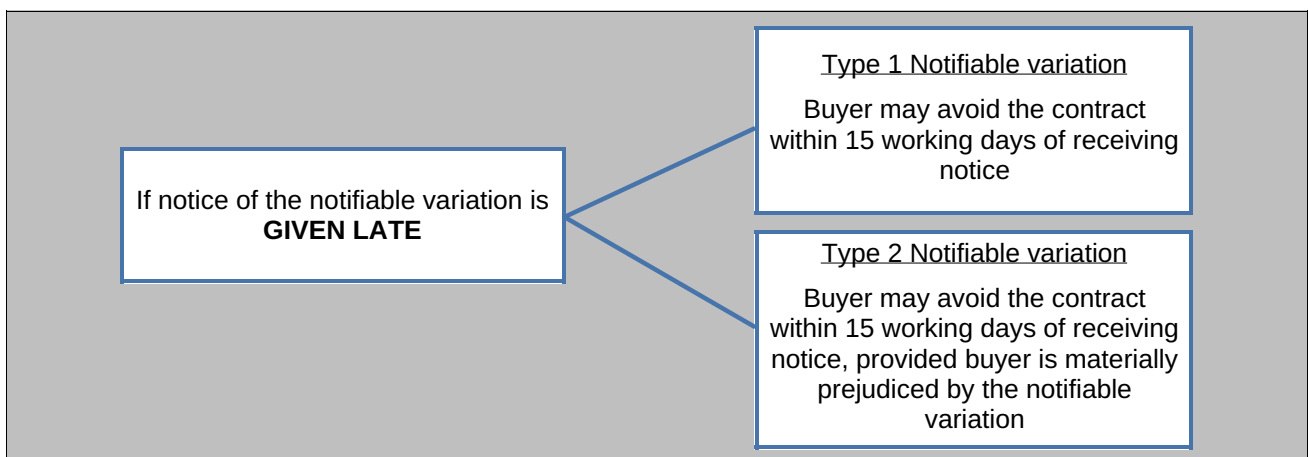 If notice of the notifiable variation is
GIVEN LATE
Type 1 Notifiable variation
Buyer may avoid the contract
within 15 working days of receiving
notice
Type 2 Notifiable variation
Buyer may avoid the contract
within 15 working days of receiving
notice, provided buyer is materially
prejudiced by the notifiable
variation